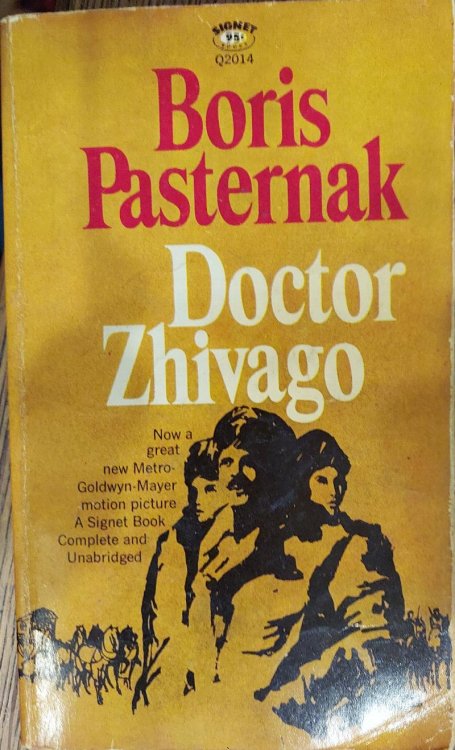 SIGNET
95¢
BOOKS
Q2014
Boris
Pasternak
Doctor
Zhivago
Now a
great
new Metro-
Goldwyn-Mayer
motion picture
A Signet Book
Complete and
Unabridged